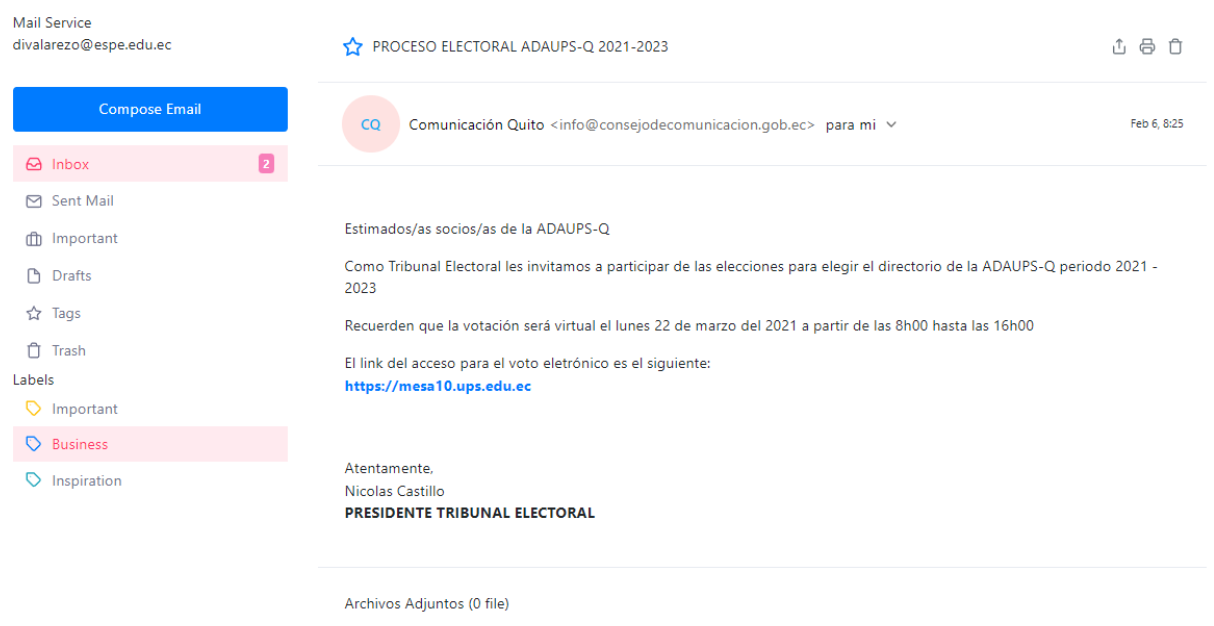 Mail Service
divalarezo@espe.edu.ec
Compose Email
Inbox 2
Sent Mail
Important
Drafts
Tags
Trash
Labels
Important
Business
Inspiration
PROCESO ELECTORAL ADAUPS-Q 2021-2023
CQ Comunicación Quito <info@consejodecomunicacion.gob.ec> para mi Feb 6, 8:25
Estimados/as socios/as de la ADAUPS-Q
Como Tribunal Electoral les invitamos a participar de las elecciones para elegir el directorio de la ADAUPS-Q periodo 2021 -
2023
Recuerden que la votación será virtual el lunes 22 de marzo del 2021 a partir de las 8h00 hasta las 16h00
El link del acceso para el voto eletrónico es el siguiente:
https://mesa10.ups.edu.ec
Atentamente,
Nicolas Castillo
PRESIDENTE TRIBUNAL ELECTORAL
Archivos Adjuntos (0 file)